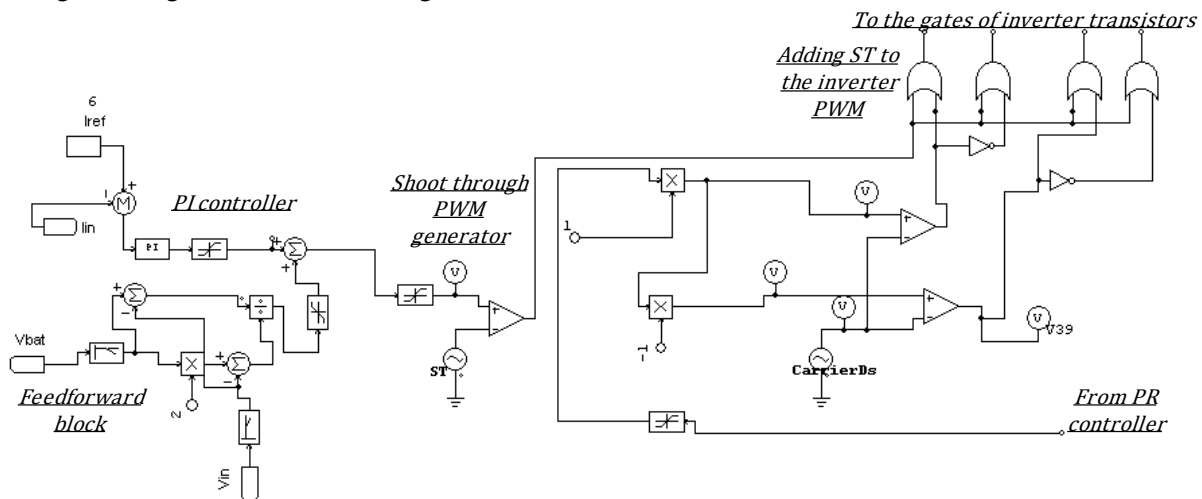 To the gates of inverter transistors
Adding ST to
the inverter
PWM
6
Iref
+
-
M
Iin
PI controller
PI
+
Σ
+
Shoot through
PWM
generator
V
+
-
ST
X
1
V
+
-
X
-1
V
V
+
-
V
V39
CarrierDs
+
Σ
-
÷
Vbat
X
+
Σ
-
2
Feedforward
block
Vin
From PR
controller